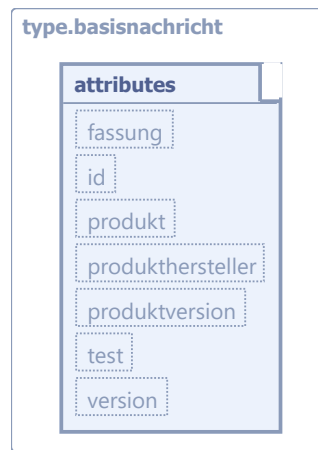 type.basisnachricht
attributes
fassung
id
produkt
produkthersteller
produktversion
test
version